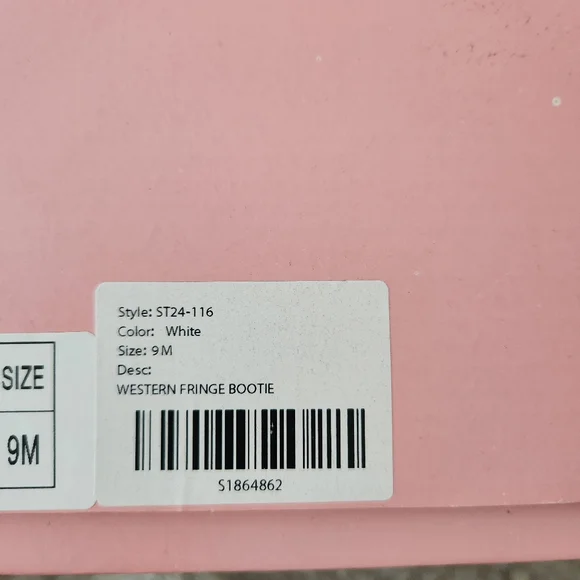 Style: ST24-116
Color: White
Size: 9M
Desc:
WESTERN FRINGE BOOTIE
S1864862
SIZE
9M